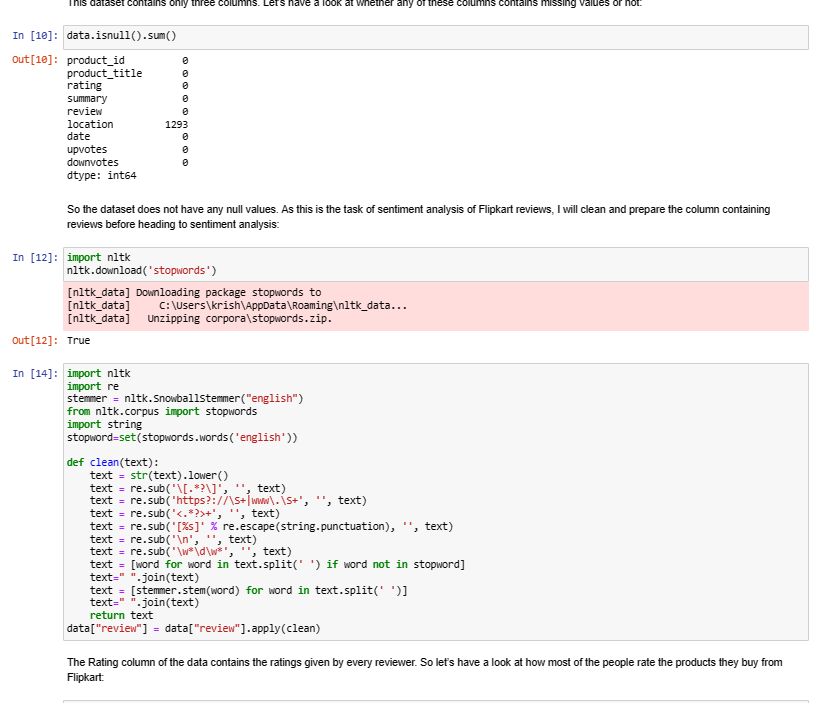 This dataset contains only three columns. Let's have a look at whether any of these columns contains missing values or not:
In [10]: data.isnull().sum()
Out[10]: product_id 0
product_title 0
rating 0
summary 0
review 0
location 1293
date 0
upvotes 0
downvotes 0
dtype: int64
So the dataset does not have any null values. As this is the task of sentiment analysis of Flipkart reviews, I will clean and prepare the column containing
reviews before heading to sentiment analysis:
In [12]: import nltk
nltk.download('stopwords')
[nltk_data] Downloading package stopwords to
[nltk_data]     C:\Users\krish\AppData\Roaming\nltk_data...
[nltk_data]   Unzipping corpora\stopwords.zip.
Out[12]: True
In [14]: import nltk
import re
stemmer = nltk.SnowballStemmer("english")
from nltk.corpus import stopwords
import string
stopword=set(stopwords.words('english'))
def clean(text):
    text = str(text).lower()
    text = re.sub('\[.*?\]', '', text)
    text = re.sub('https?://\S+|www\.\S+', '', text)
    text = re.sub('<.*?>+', '', text)
    text = re.sub('[%s]' % re.escape(string.punctuation), '', text)
    text = re.sub('\n', '', text)
    text = re.sub('\w*\d\w*', '', text)
    text = [word for word in text.split(' ') if word not in stopword]
    text=" ".join(text)
    text = [stemmer.stem(word) for word in text.split(' ')]
    text=" ".join(text)
    return text
data["review"] = data["review"].apply(clean)
The Rating column of the data contains the ratings given by every reviewer. So let's have a look at how most of the people rate the products they buy from
Flipkart: